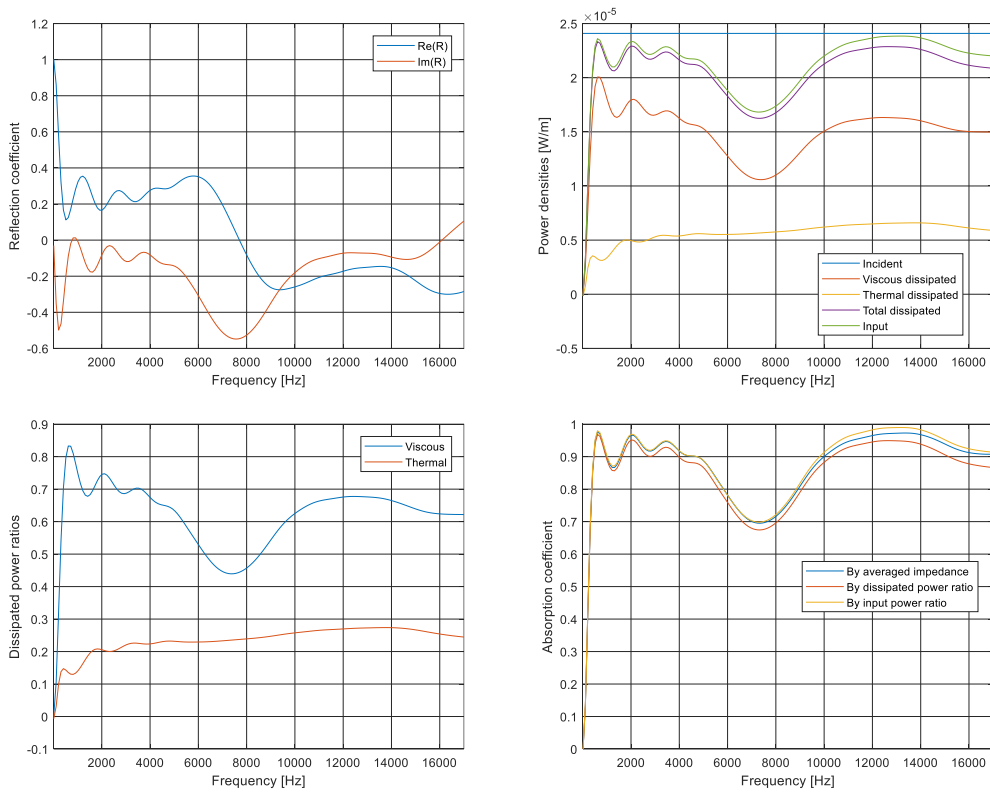 1.2
1
0.8
0.6
0.4
0.2
0
-0.2
-0.4
-0.6
2000 4000 6000 8000 10000 12000 14000 16000
Frequency [Hz]
Reflection coefficient
Re(R)
Im(R)
×10⁻⁵
2.5
2
1.5
1
0.5
0
-0.5
2000 4000 6000 8000 10000 12000 14000 16000
Frequency [Hz]
Power densities [W/m]
Incident
Viscous dissipated
Thermal dissipated
Total dissipated
Input
0.9
0.8
0.7
0.6
0.5
0.4
0.3
0.2
0.1
0
-0.1
2000 4000 6000 8000 10000 12000 14000 16000
Frequency [Hz]
Dissipated power ratios
Viscous
Thermal
1
0.9
0.8
0.7
0.6
0.5
0.4
0.3
0.2
0.1
0
2000 4000 6000 8000 10000 12000 14000 16000
Frequency [Hz]
Absorption coefficient
By averaged impedance
By dissipated power ratio
By input power ratio